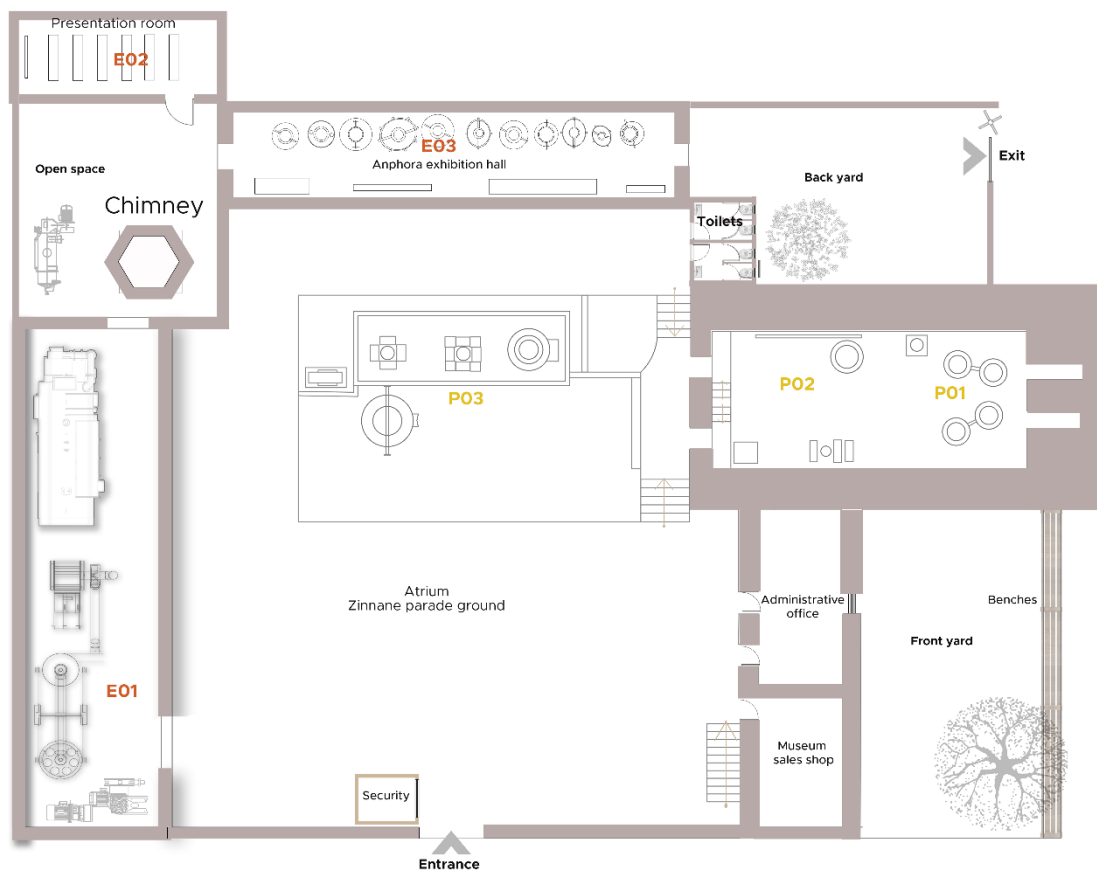 Presentation room
E02
E03
Anphora exhibition hall
Open space
Chimney
Back yard
Exit
Toilets
P03
P02
P01
Atrium
Zinnane parade ground
Administrative
office
Benches
Front yard
E01
Museum
sales shop
Security
Entrance